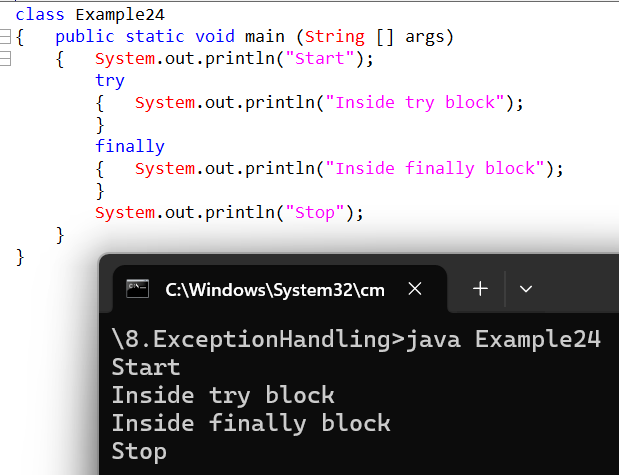 class Example24
{   public static void main (String [] args)
    {   System.out.println("Start");
        try
        {   System.out.println("Inside try block");
        }
        finally
        {   System.out.println("Inside finally block");
        }
        System.out.println("Stop");
    }
}
C:\Windows\System32\cm
\8.ExceptionHandling>java Example24
Start
Inside try block
Inside finally block
Stop